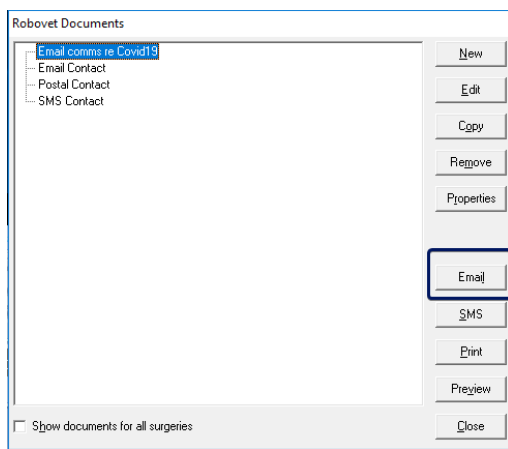 Robovet Documents
Email comms re Covid19
Email Contact
Postal Contact
SMS Contact
New
Edit
Copy
Remove
Properties
Email
SMS
Print
Preview
Show documents for all surgeries
Close